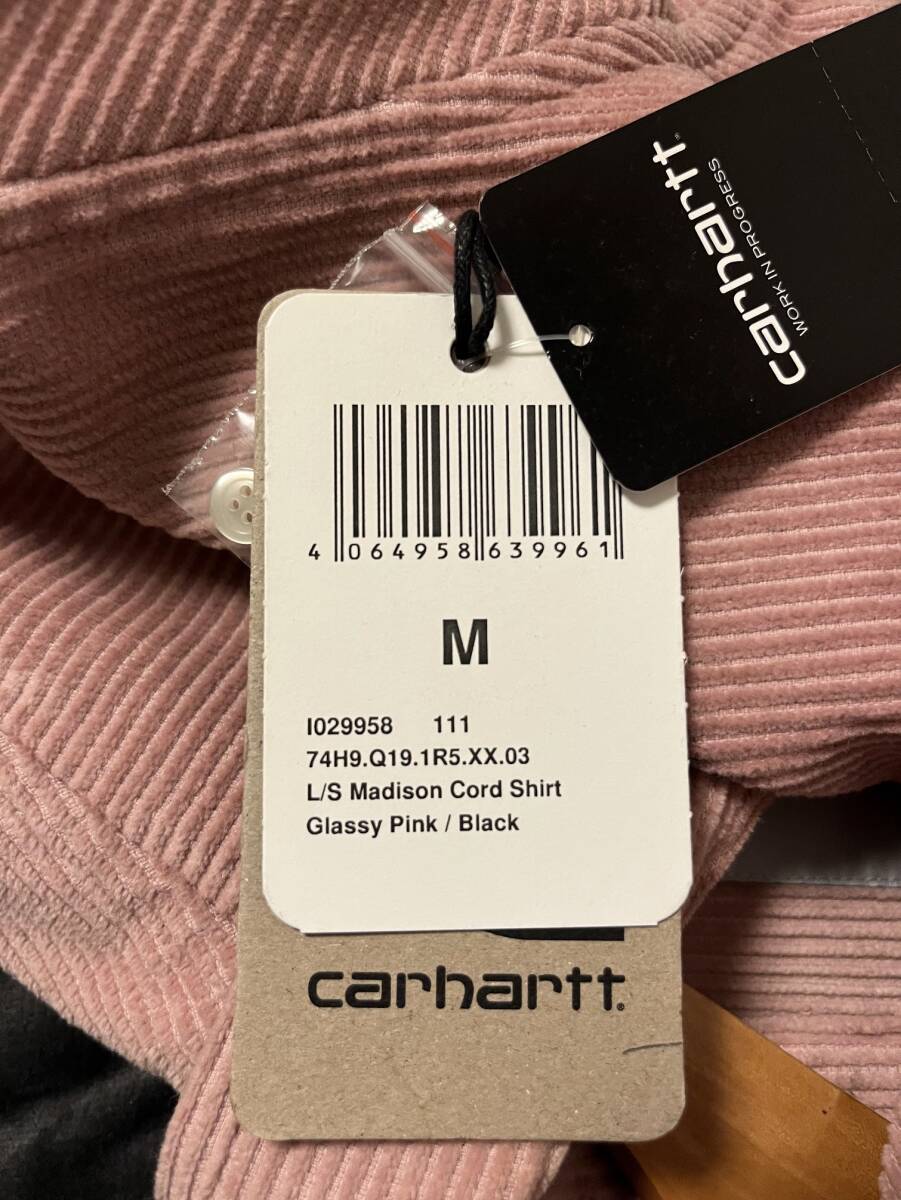 carhartt®
WORK IN PROGRESS
4 064958 639961
M
I029958 111
74H9.Q19.1R5.XX.03
L/S Madison Cord Shirt
Glassy Pink / Black
carhartt®